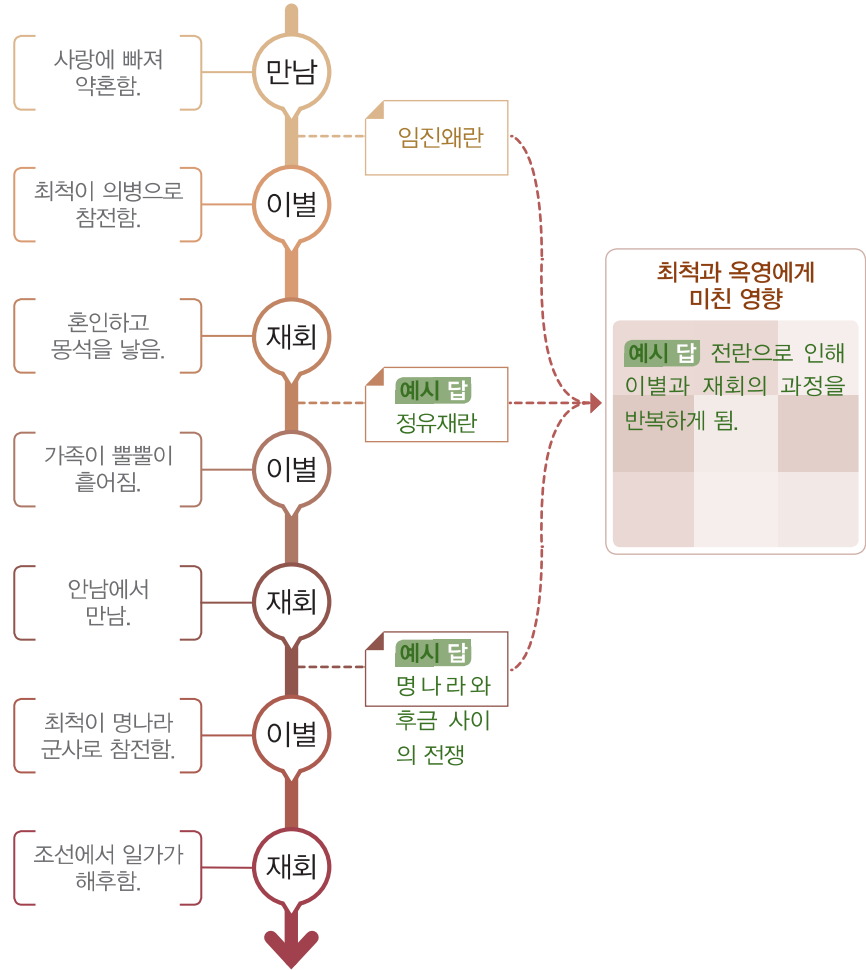 사랑에 빠져
약혼함.
만남
임진왜란
최척이 의병으로
참전함.
이별
혼인하고
몽석을 낳음.
재회
예시 답
정유재란
가족이 뿔뿔이
흩어짐.
이별
안남에서
만남.
재회
예시 답
명나라와
후금 사이
의 전쟁
최척이 명나라
군사로 참전함.
이별
조선에서 일가가
해후함.
재회
최척과 옥영에게
미친 영향
예시 답 전란으로 인해
이별과 재회의 과정을
반복하게 됨.